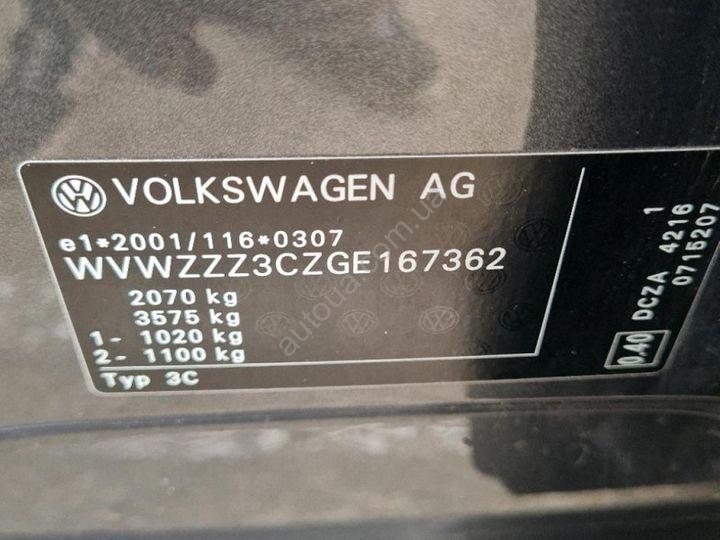 VOLKSWAGEN AG
e1*2001/116*0307
WVWZZZ3CZGE167362
2070 kg
3575 kg
1- 1020 kg
2- 1100 kg
Typ 3C
0.40
DCZA 4216
0715207
1
autoua.com.ua